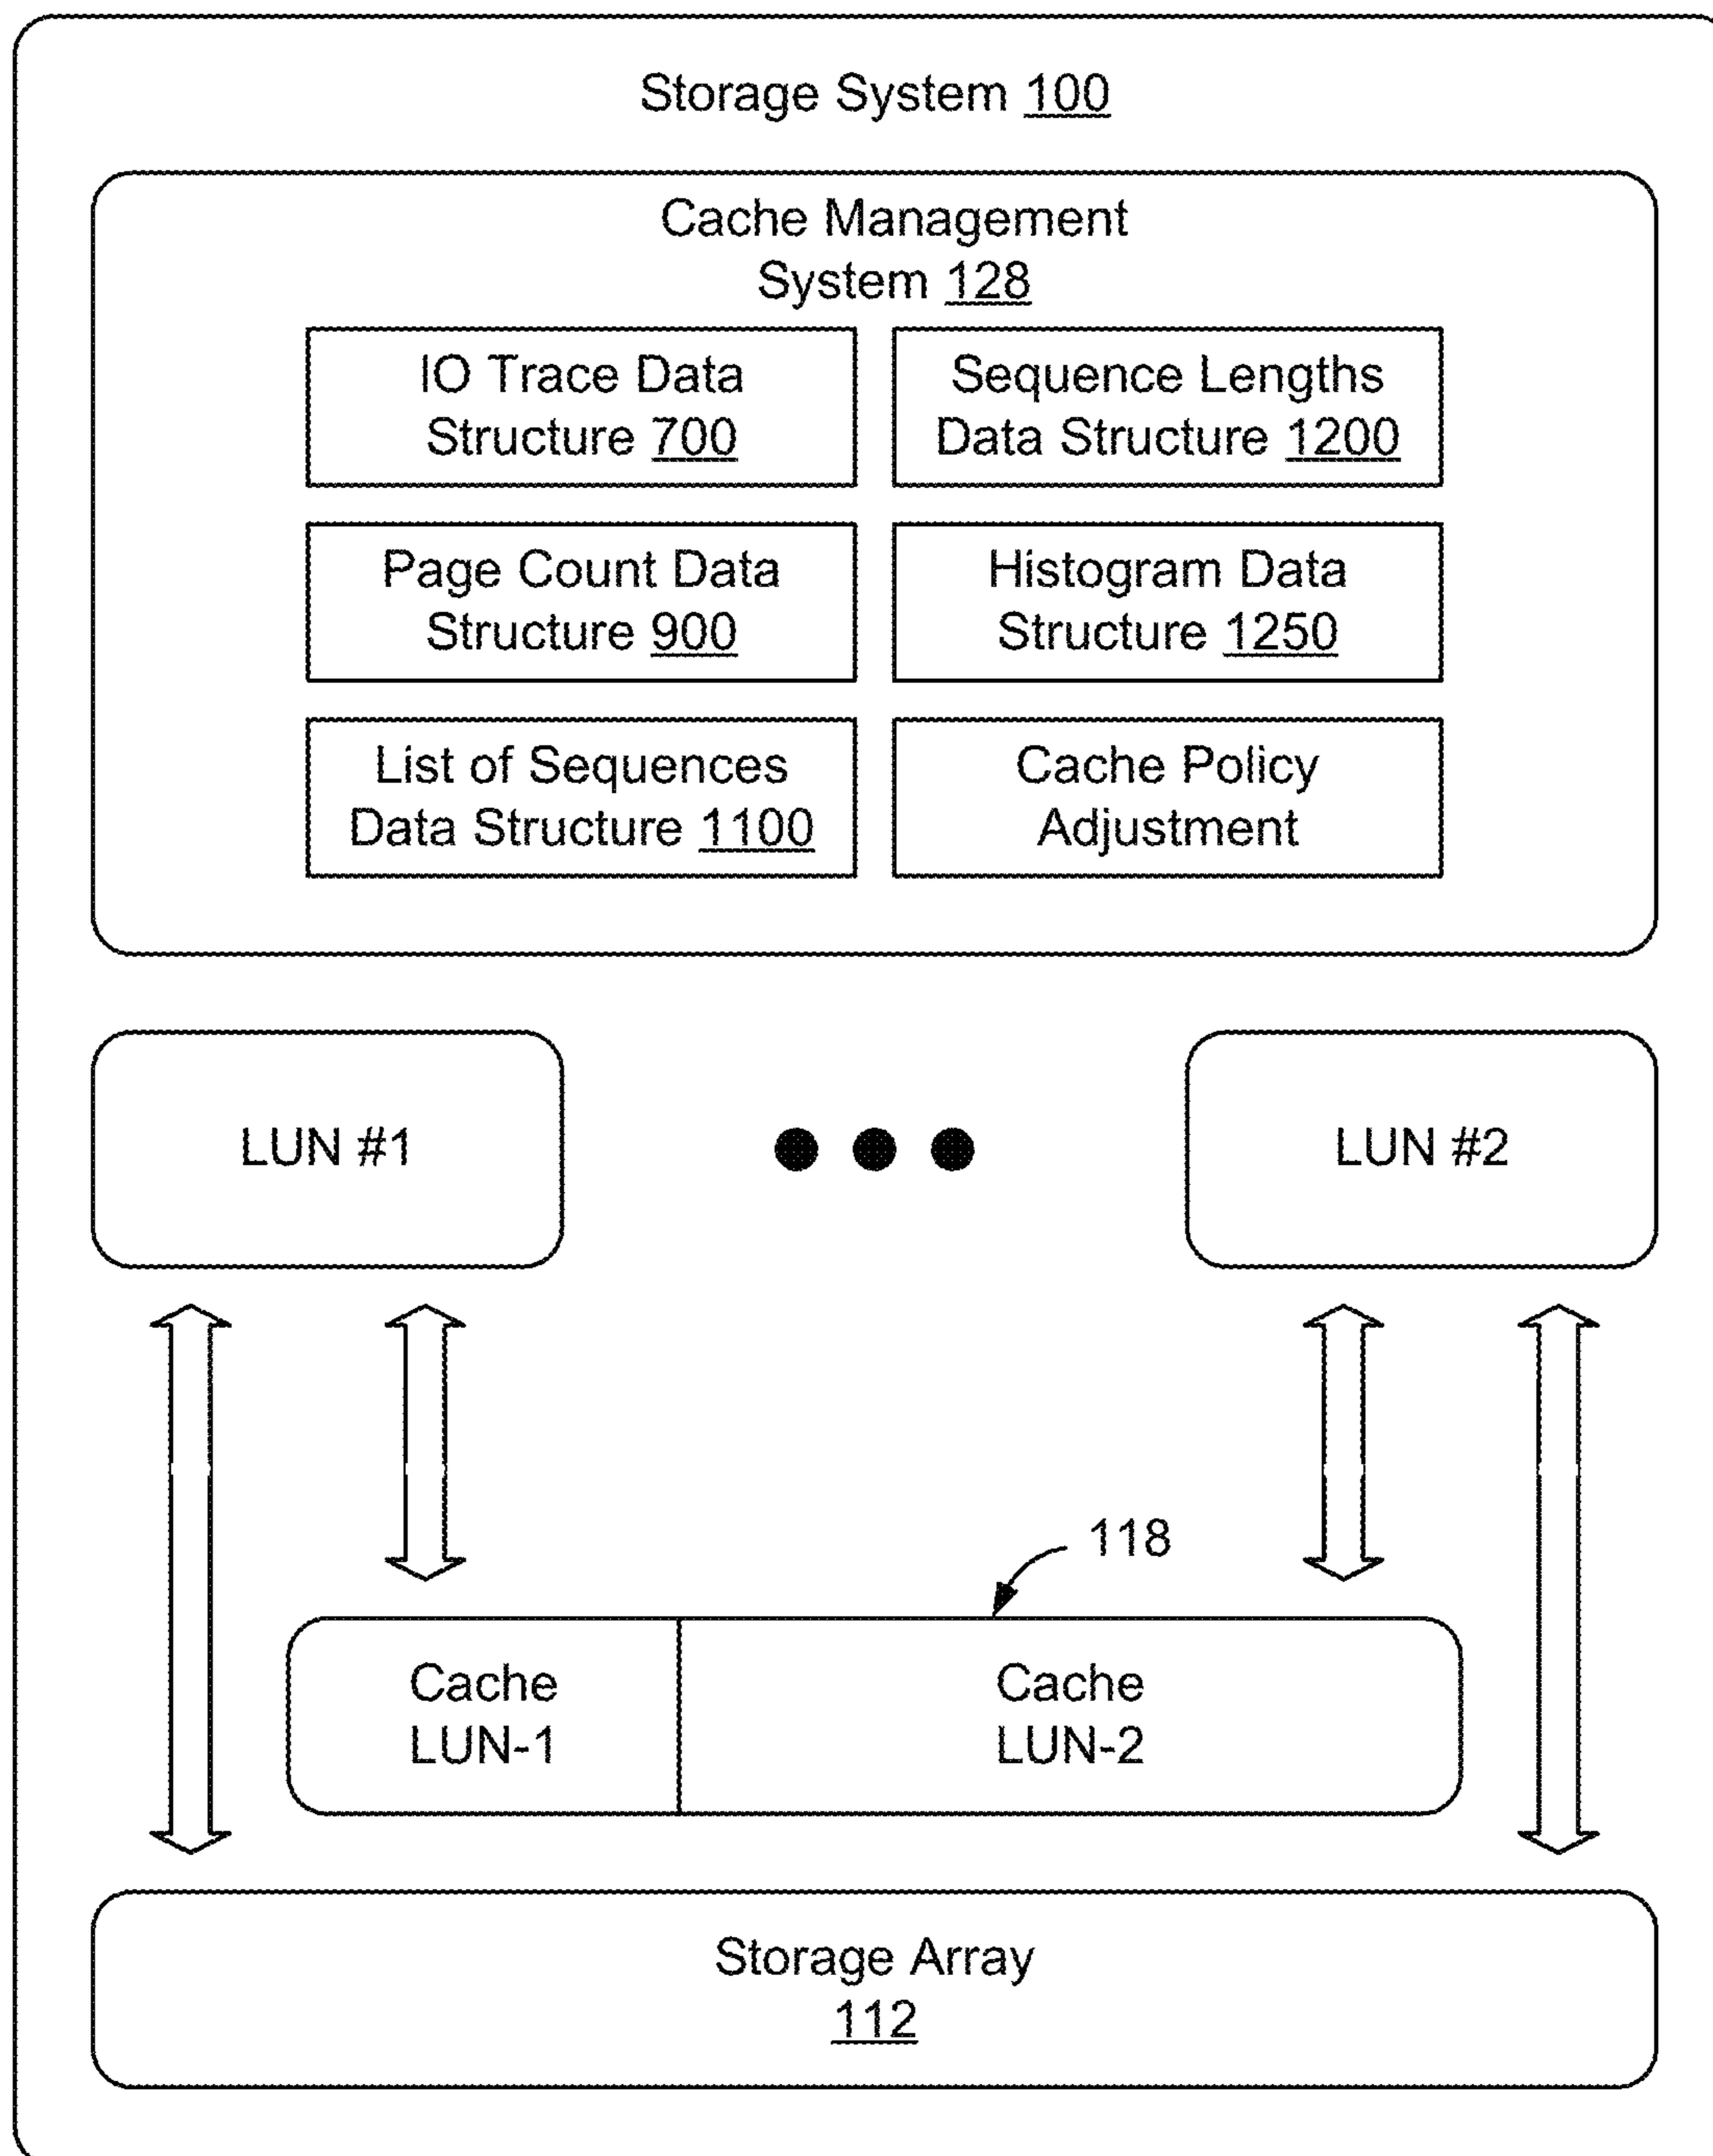 Storage System 100
Cache Management
System 128
IO Trace Data
Structure 700
Sequence Lengths
Data Structure 1200
Page Count Data
Structure 900
Histogram Data
Structure 1250
List of Sequences
Data Structure 1100
Cache Policy
Adjustment
LUN #1
LUN #2
118
Cache
LUN-1
Cache
LUN-2
Storage Array
112